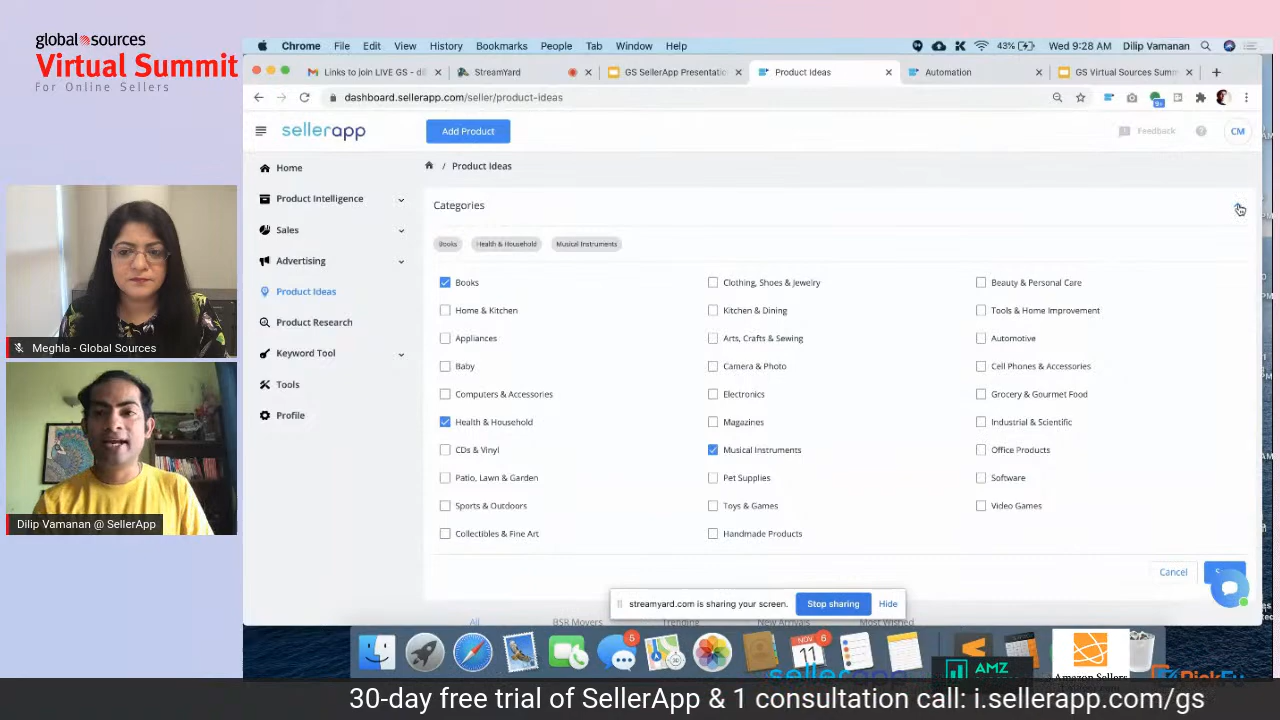 global sources
Virtual Summit
For Online Sellers
Chrome File Edit View History Bookmarks People Tab Window Help
43% Wed 9:28 AM Dilip Vamanan
Links to join LIVE GS - di
StreamYard
GS SellerApp Presentati
Product Ideas
Automation
GS Virtual Sources Summ
dashboard.sellerapp.com/seller/product-ideas
sellerapp
Add Product
Feedback
CM
Home
Product Intelligence
Sales
Advertising
Product Ideas
Product Research
Keyword Tool
Tools
Profile
/ Product Ideas
Categories
Books Health & Household Musical Instruments
Books Clothing, Shoes & Jewelry Beauty & Personal Care
Home & Kitchen Kitchen & Dining Tools & Home Improvement
Appliances Arts, Crafts & Sewing Automotive
Baby Camera & Photo Cell Phones & Accessories
Computers & Accessories Electronics Grocery & Gourmet Food
Health & Household Magazines Industrial & Scientific
CDs & Vinyl Musical Instruments Office Products
Patio, Lawn & Garden Pet Supplies Software
Sports & Outdoors Toys & Games Video Games
Collectibles & Fine Art Handmade Products
Cancel
streamyard.com is sharing your screen. Stop sharing Hide
All BSR Movers Trending New Arrivals Most Wished
Meghla - Global Sources
Dilip Vamanan @ SellerApp
5
NOV 6
11
sellerapp
AMZ
Amazon Sellers
PickFu
30-day free trial of SellerApp & 1 consultation call: i.sellerapp.com/gs